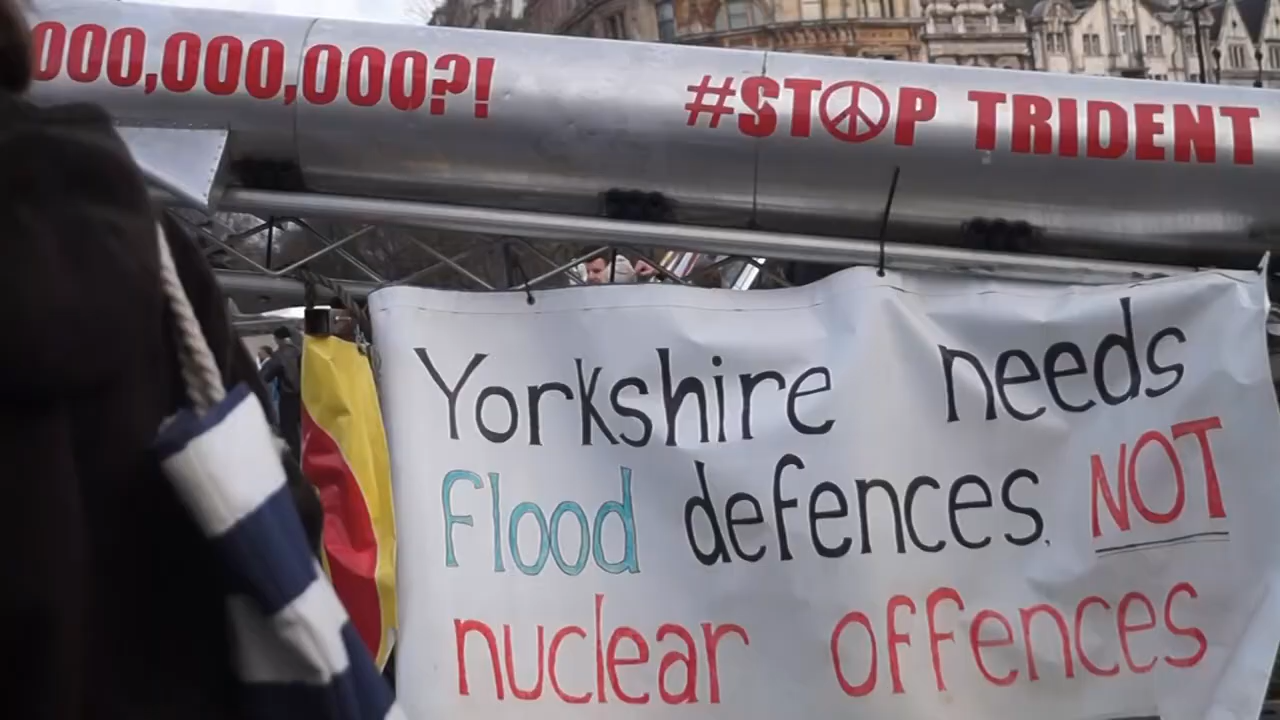 000,000,000?!
#STOP TRIDENT
Yorkshire needs
flood defences, NOT
nuclear offences